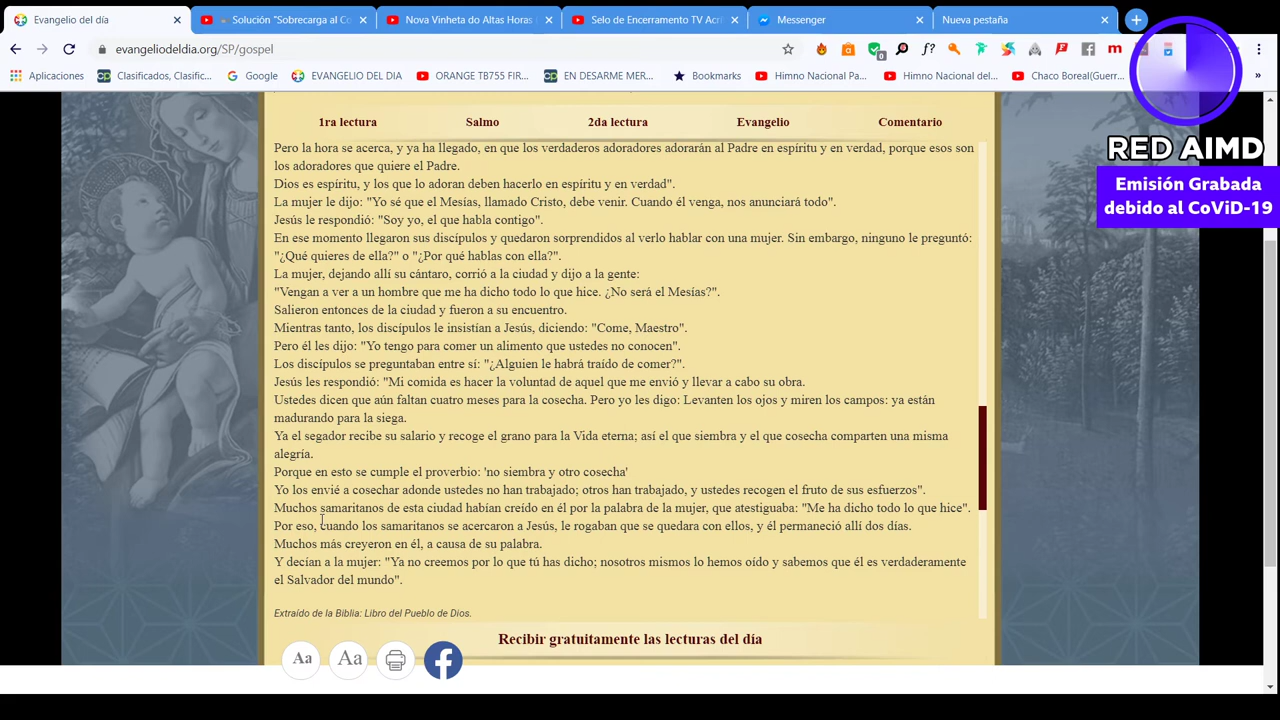 Evangelio del día
Solución "Sobrecarga al Co
Nova Vinheta do Altas Horas
Selo de Encerramento TV Acri
Messenger
Nueva pestaña
evangeliodeldia.org/SP/gospel
Aplicaciones
Clasificados, Clasific...
Google
EVANGELIO DEL DIA
ORANGE TB755 FIR...
EN DESARME MER...
Bookmarks
Himno Nacional Pa...
Himno Nacional del...
Chaco Boreal(Guerr...
»
RED AIMD
Emisión Grabada
debido al CoViD-19
1ra lectura
Salmo
2da lectura
Evangelio
Comentario
Pero la hora se acerca, y ya ha llegado, en que los verdaderos adoradores adorarán al Padre en espíritu y en verdad, porque esos son
los adoradores que quiere el Padre.
Dios es espíritu, y los que lo adoran deben hacerlo en espíritu y en verdad".
La mujer le dijo: "Yo sé que el Mesías, llamado Cristo, debe venir. Cuando él venga, nos anunciará todo".
Jesús le respondió: "Soy yo, el que habla contigo".
En ese momento llegaron sus discípulos y quedaron sorprendidos al verlo hablar con una mujer. Sin embargo, ninguno le preguntó:
"¿Qué quieres de ella?" o "¿Por qué hablas con ella?".
La mujer, dejando allí su cántaro, corrió a la ciudad y dijo a la gente:
"Vengan a ver a un hombre que me ha dicho todo lo que hice. ¿No será el Mesías?".
Salieron entonces de la ciudad y fueron a su encuentro.
Mientras tanto, los discípulos le insistían a Jesús, diciendo: "Come, Maestro".
Pero él les dijo: "Yo tengo para comer un alimento que ustedes no conocen".
Los discípulos se preguntaban entre sí: "¿Alguien le habrá traído de comer?".
Jesús les respondió: "Mi comida es hacer la voluntad de aquel que me envió y llevar a cabo su obra.
Ustedes dicen que aún faltan cuatro meses para la cosecha. Pero yo les digo: Levanten los ojos y miren los campos: ya están
madurando para la siega.
Ya el segador recibe su salario y recoge el grano para la Vida eterna; así el que siembra y el que cosecha comparten una misma
alegría.
Porque en esto se cumple el proverbio: 'no siembra y otro cosecha'
Yo los envié a cosechar adonde ustedes no han trabajado; otros han trabajado, y ustedes recogen el fruto de sus esfuerzos".
Muchos samaritanos de esta ciudad habían creído en él por la palabra de la mujer, que atestiguaba: "Me ha dicho todo lo que hice".
Por eso, cuando los samaritanos se acercaron a Jesús, le rogaban que se quedara con ellos, y él permaneció allí dos días.
Muchos más creyeron en él, a causa de su palabra.
Y decían a la mujer: "Ya no creemos por lo que tú has dicho; nosotros mismos lo hemos oído y sabemos que él es verdaderamente
el Salvador del mundo".
Extraído de la Biblia: Libro del Pueblo de Dios.
Recibir gratuitamente las lecturas del día
Aa
Aa